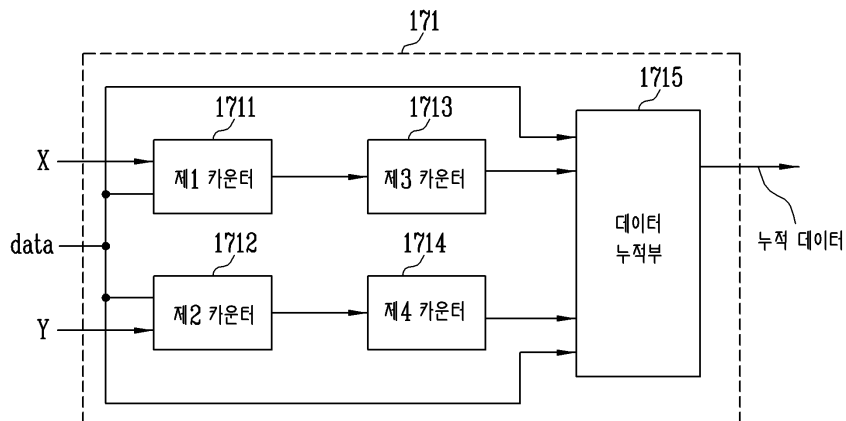 171
1711
1713
1715
X
제1 카운터
제3 카운터
data
데이터
누적부
누적 데이터
1712
1714
제2 카운터
제4 카운터
Y